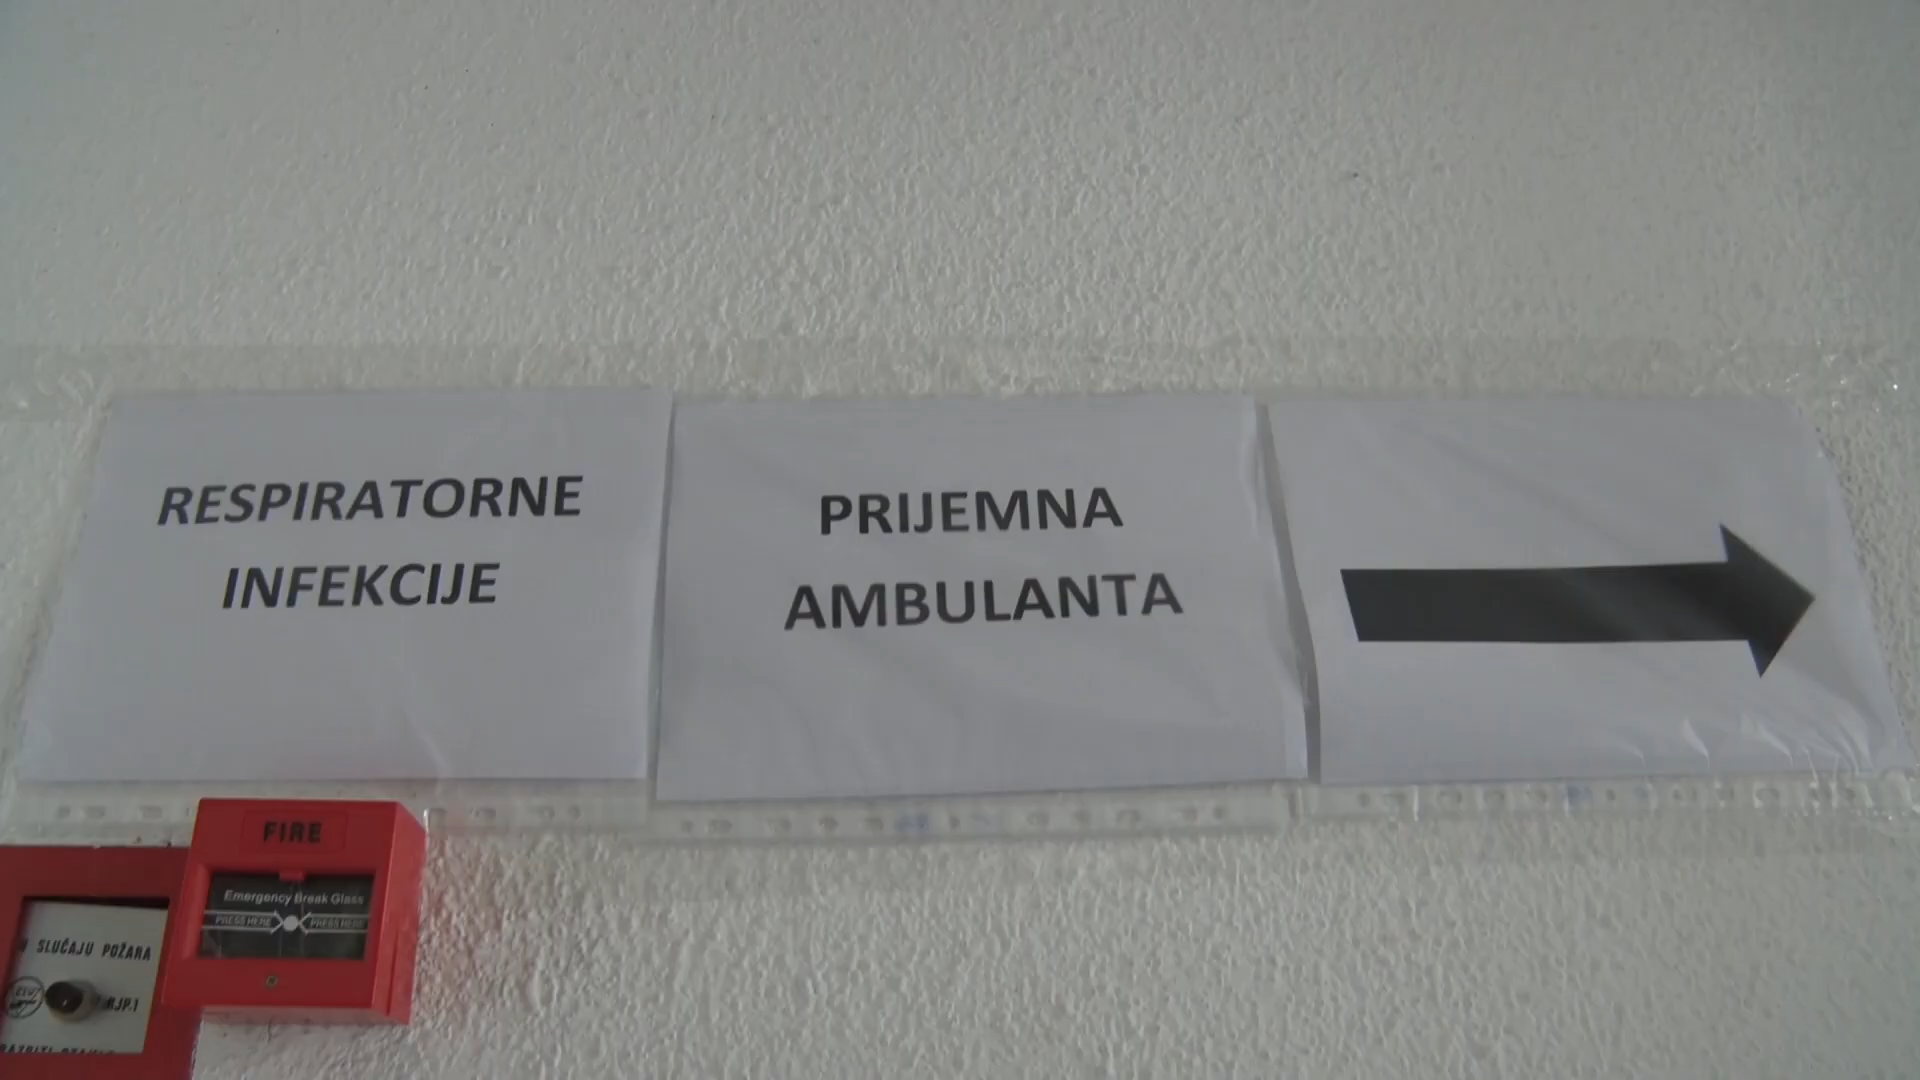 RESPIRATORNE
INFEKCIJE
PRIJEMNA
AMBULANTA
FIRE
Emergency Break Glass
PRESS HERE PRESS HERE
SLUČAJU POŽARA
RJP.1